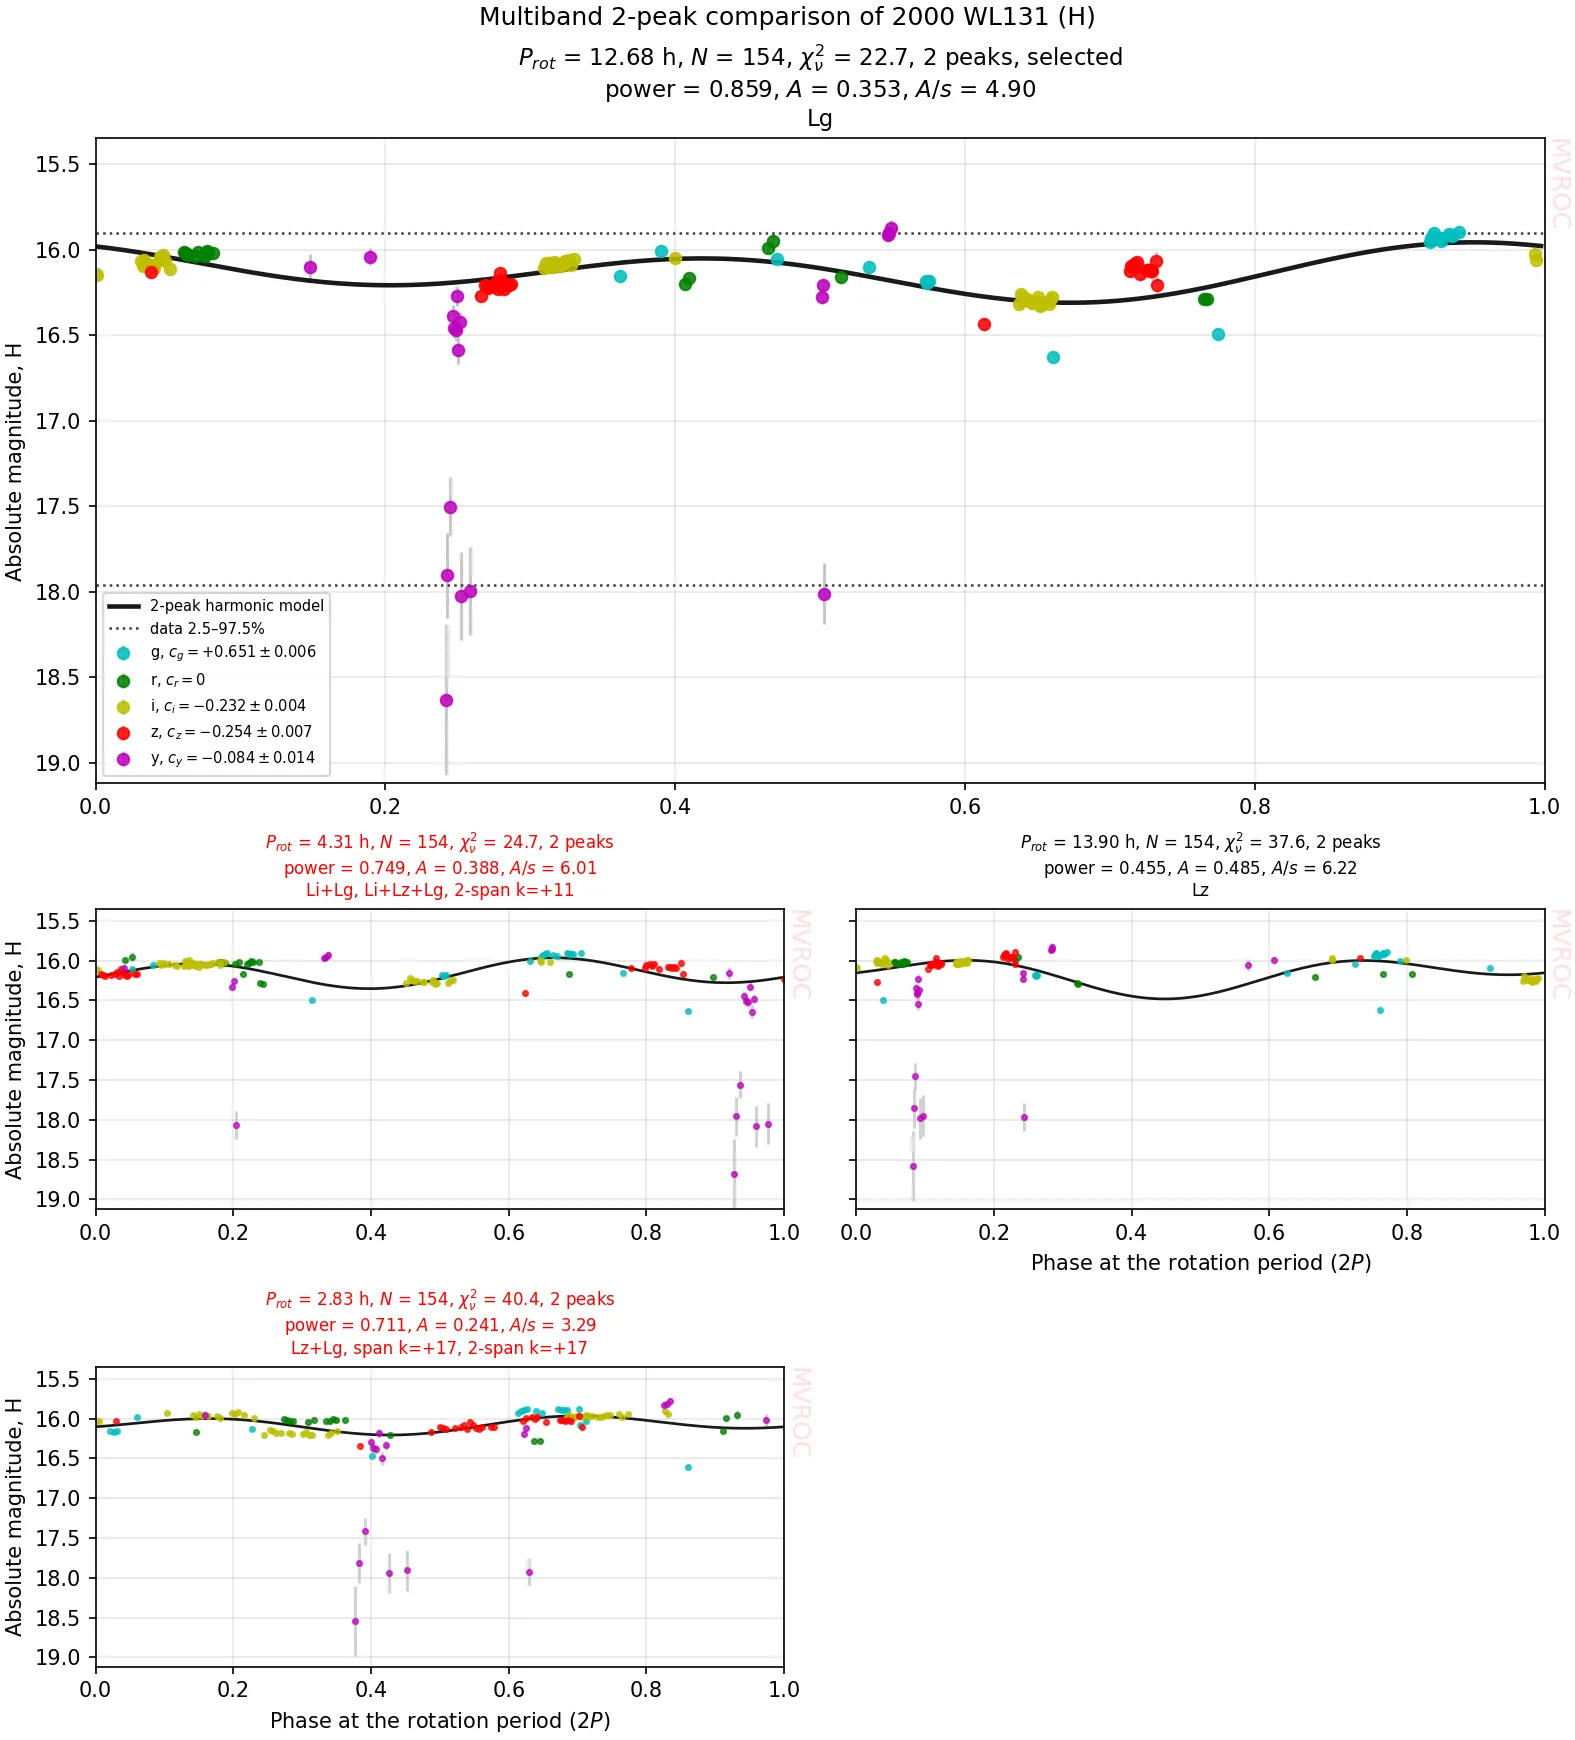 Multiband 2-peak comparison of 2000 WL131 (H)
P_rot = 12.68 h, N = 154, χ²_ν = 22.7, 2 peaks, selected
power = 0.859, A = 0.353, A/s = 4.90
Lg
MVROC
15.5
16.0
16.5
17.0
17.5
18.0
18.5
19.0
Absolute magnitude, H
2-peak harmonic model
data 2.5–97.5%
g, c_g = +0.651 ± 0.006
r, c_r = 0
i, c_i = −0.232 ± 0.004
z, c_z = −0.254 ± 0.007
y, c_y = −0.084 ± 0.014
0.0 0.2 0.4 0.6 0.8 1.0
P_rot = 4.31 h, N = 154, χ²_ν = 24.7, 2 peaks
power = 0.749, A = 0.388, A/s = 6.01
Li+Lg, Li+Lz+Lg, 2-span k=+11
MVROC
15.5
16.0
16.5
17.0
17.5
18.0
18.5
19.0
Absolute magnitude, H
0.0 0.2 0.4 0.6 0.8 1.0
P_rot = 13.90 h, N = 154, χ²_ν = 37.6, 2 peaks
power = 0.455, A = 0.485, A/s = 6.22
Lz
MVROC
0.0 0.2 0.4 0.6 0.8 1.0
Phase at the rotation period (2P)
P_rot = 2.83 h, N = 154, χ²_ν = 40.4, 2 peaks
power = 0.711, A = 0.241, A/s = 3.29
Lz+Lg, span k=+17, 2-span k=+17
MVROC
15.5
16.0
16.5
17.0
17.5
18.0
18.5
19.0
Absolute magnitude, H
0.0 0.2 0.4 0.6 0.8 1.0
Phase at the rotation period (2P)